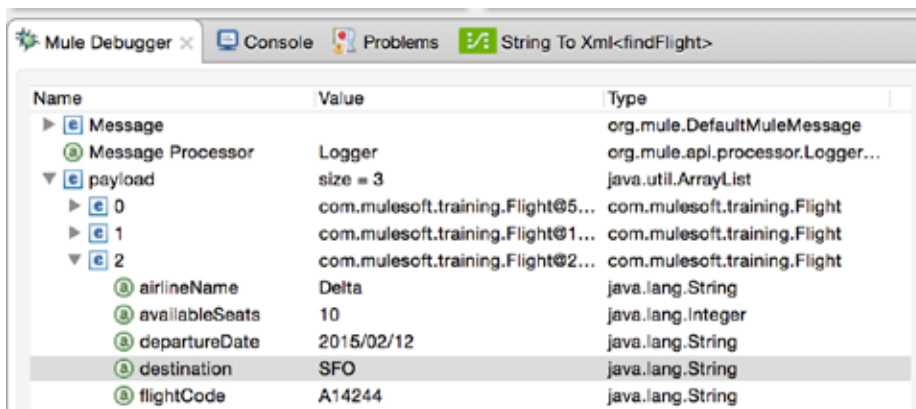 Mule Debugger Console Problems String To Xml<findFlight>
Name Value Type
Message org.mule.DefaultMuleMessage
Message Processor Logger org.mule.api.processor.Logger...
payload size = 3 java.util.ArrayList
0 com.mulesoft.training.Flight@5... com.mulesoft.training.Flight
1 com.mulesoft.training.Flight@1... com.mulesoft.training.Flight
2 com.mulesoft.training.Flight@2... com.mulesoft.training.Flight
airlineName Delta java.lang.String
availableSeats 10 java.lang.Integer
departureDate 2015/02/12 java.lang.String
destination SFO java.lang.String
flightCode A14244 java.lang.String